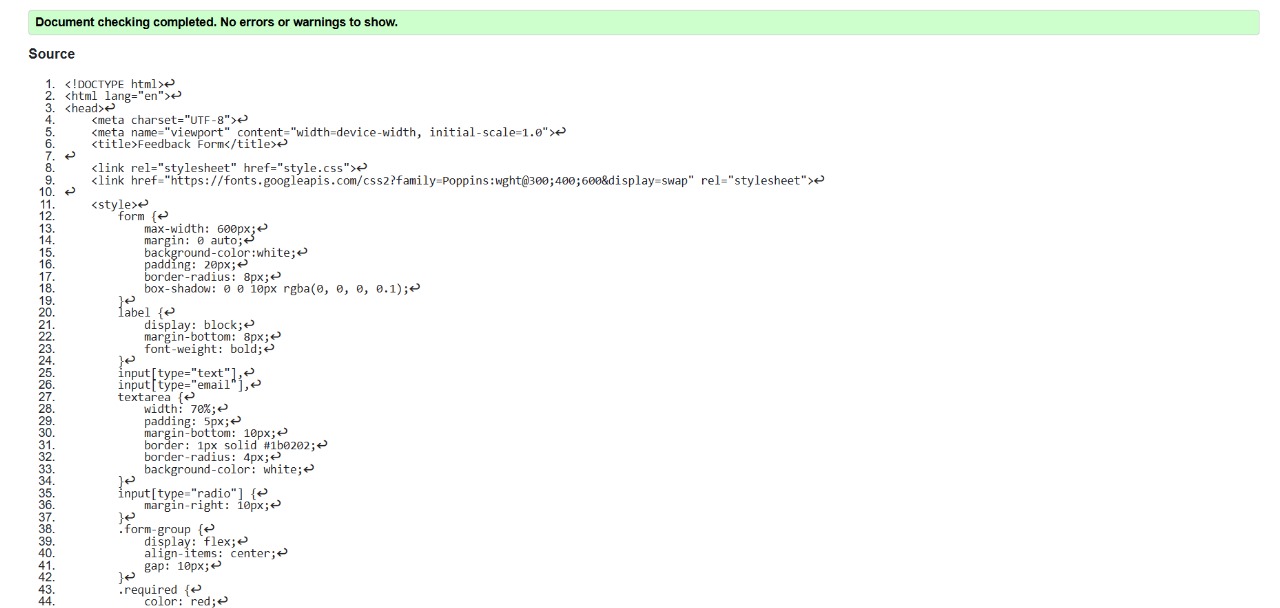 Document checking completed. No errors or warnings to show.
Source
1. <!DOCTYPE html>↩
2. <html lang="en">↩
3. <head>↩
4.     <meta charset="UTF-8">↩
5.     <meta name="viewport" content="width=device-width, initial-scale=1.0">↩
6.     <title>Feedback Form</title>↩
7. ↩
8.     <link rel="stylesheet" href="style.css">↩
9.     <link href="https://fonts.googleapis.com/css2?family=Poppins:wght@300;400;600&display=swap" rel="stylesheet">↩
10. ↩
11.     <style>↩
12.         form {↩
13.             max-width: 600px;↩
14.             margin: 0 auto;↩
15.             background-color:white;↩
16.             padding: 20px;↩
17.             border-radius: 8px;↩
18.             box-shadow: 0 0 10px rgba(0, 0, 0, 0.1);↩
19.         }↩
20.         label {↩
21.             display: block;↩
22.             margin-bottom: 8px;↩
23.             font-weight: bold;↩
24.         }↩
25.         input[type="text"],↩
26.         input[type="email"],↩
27.         textarea {↩
28.             width: 70%;↩
29.             padding: 5px;↩
30.             margin-bottom: 10px;↩
31.             border: 1px solid #1b0202;↩
32.             border-radius: 4px;↩
33.             background-color: white;↩
34.         }↩
35.         input[type="radio"] {↩
36.             margin-right: 10px;↩
37.         }↩
38.         .form-group {↩
39.             display: flex;↩
40.             align-items: center;↩
41.             gap: 10px;↩
42.         }↩
43.         .required {↩
44.             color: red;↩